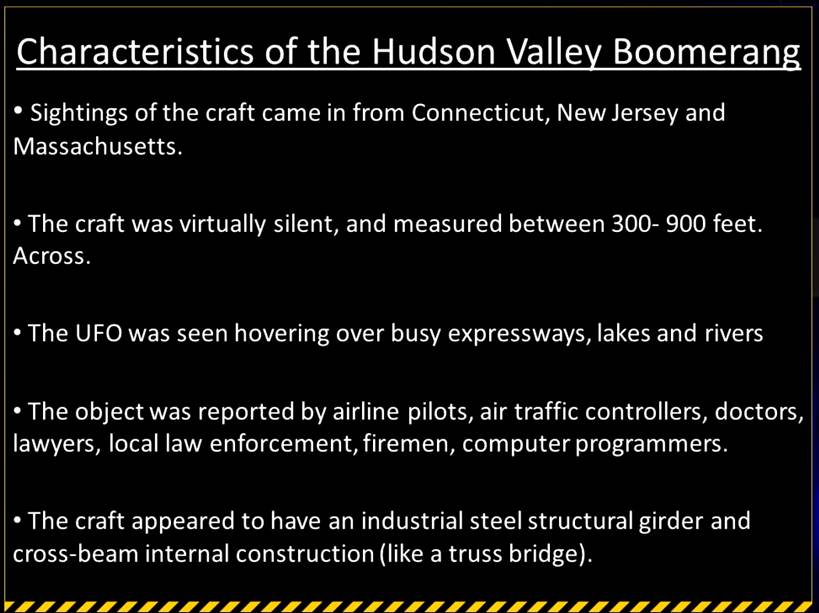 Characteristics of the Hudson Valley Boomerang
• Sightings of the craft came in from Connecticut, New Jersey and
Massachusetts.
• The craft was virtually silent, and measured between 300- 900 feet.
Across.
• The UFO was seen hovering over busy expressways, lakes and rivers
• The object was reported by airline pilots, air traffic controllers, doctors,
lawyers, local law enforcement, firemen, computer programmers.
• The craft appeared to have an industrial steel structural girder and
cross-beam internal construction (like a truss bridge).